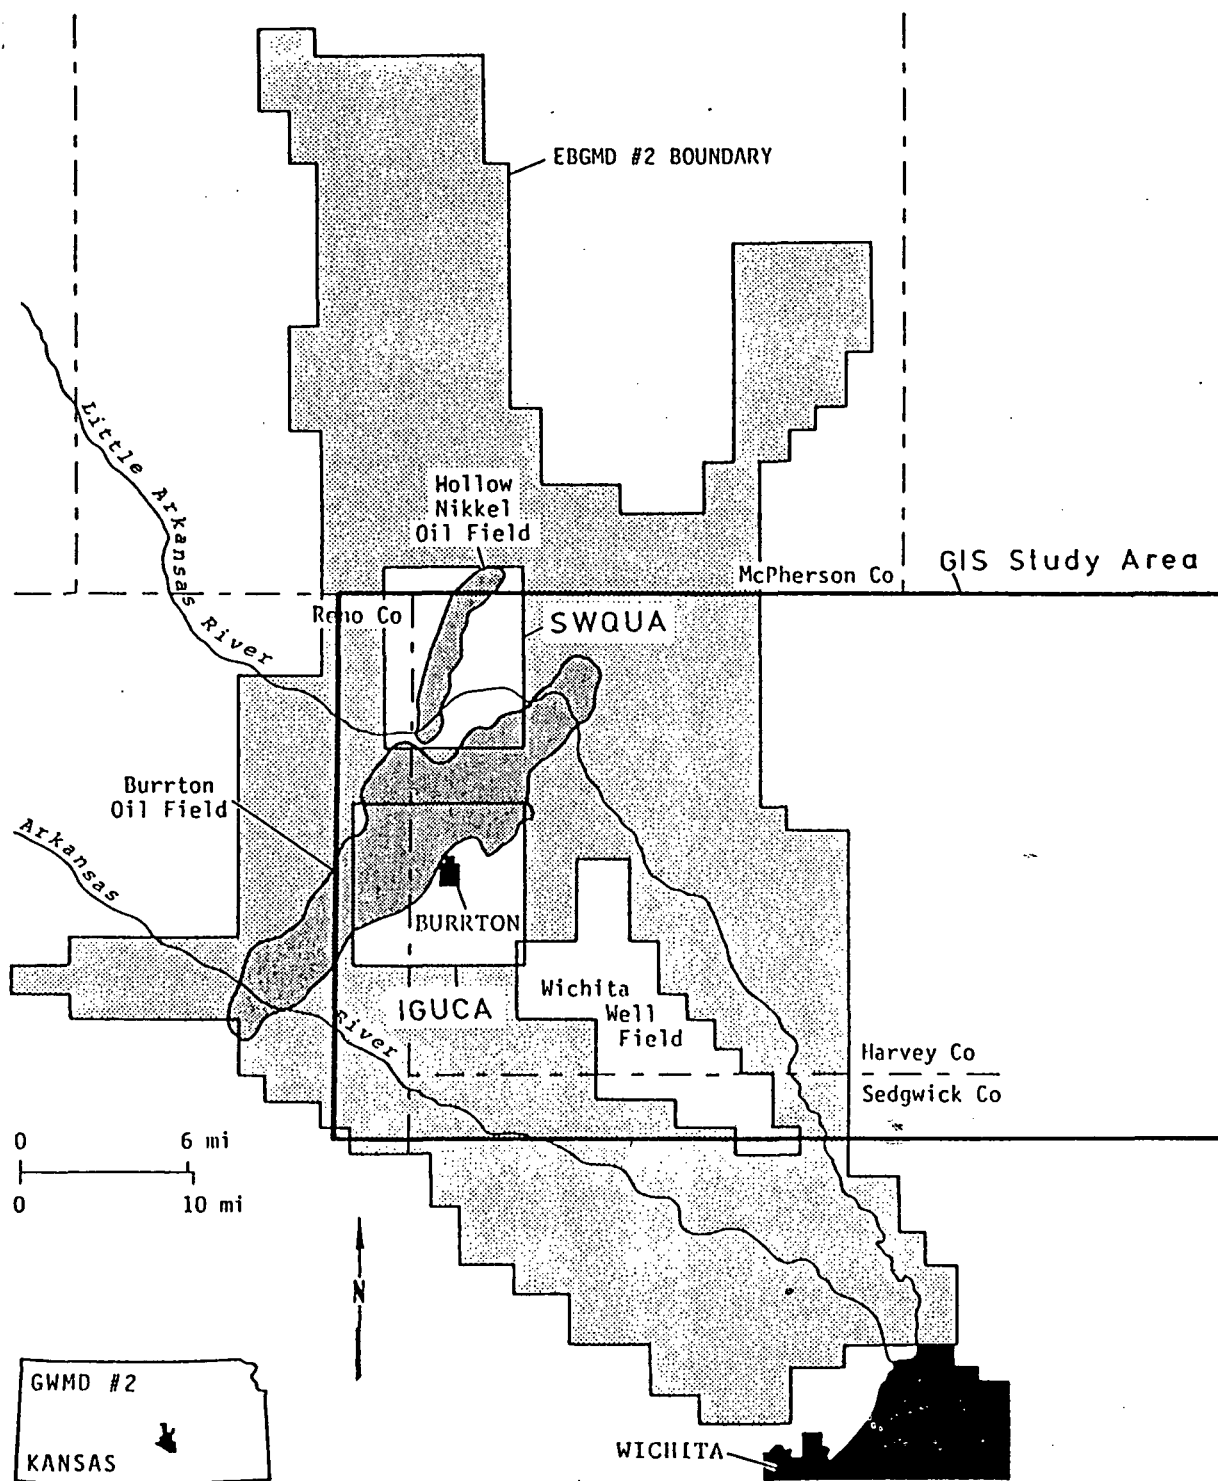 EBGMD #2 BOUNDARY
Little Arkansas River
Hollow
Nikkel
Oil Field
McPherson Co
GIS Study Area
Reno Co
SWQUA
Burrton
Oil Field
Arkansas River
BURRTON
IGUCA
Wichita
Well
Field
Harvey Co
Sedgwick Co
0 6 mi
0 10 mi
N
GWMD #2
KANSAS
WICHITA